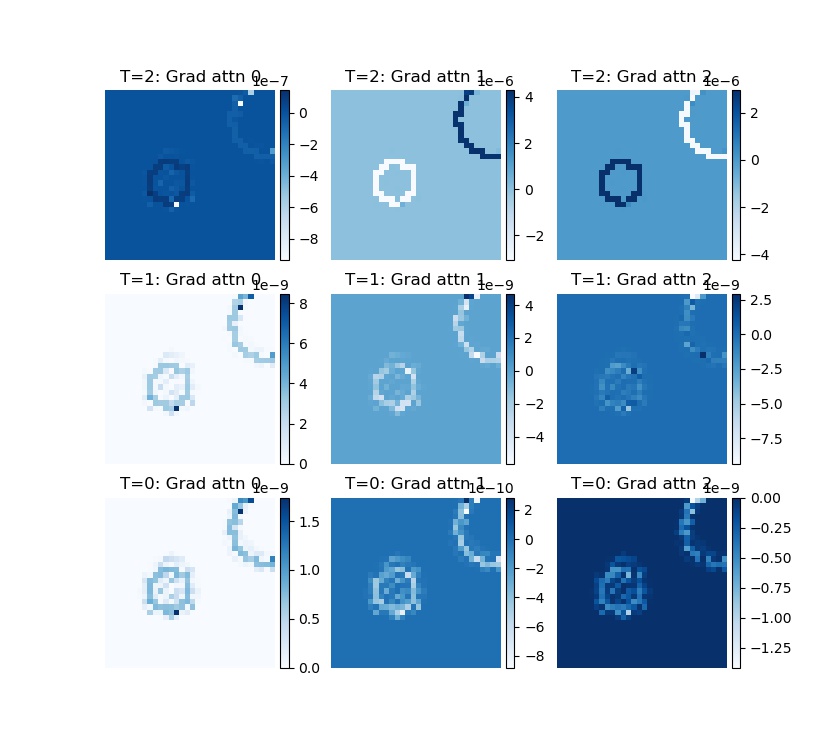 T=2: Grad attn 0
1e−7
0
−2
−4
−6
−8
T=2: Grad attn 1
1e−6
4
2
0
−2
T=2: Grad attn 2
1e−6
2
0
−2
−4
T=1: Grad attn 0
1e−9
8
6
4
2
0
T=1: Grad attn 1
1e−9
4
2
0
−2
−4
T=1: Grad attn 2
1e−9
2.5
0.0
−2.5
−5.0
−7.5
T=0: Grad attn 0
1e−9
1.5
1.0
0.5
0.0
T=0: Grad attn 1
1e−10
2
0
−2
−4
−6
−8
T=0: Grad attn 2
1e−9
0.00
−0.25
−0.50
−0.75
−1.00
−1.25